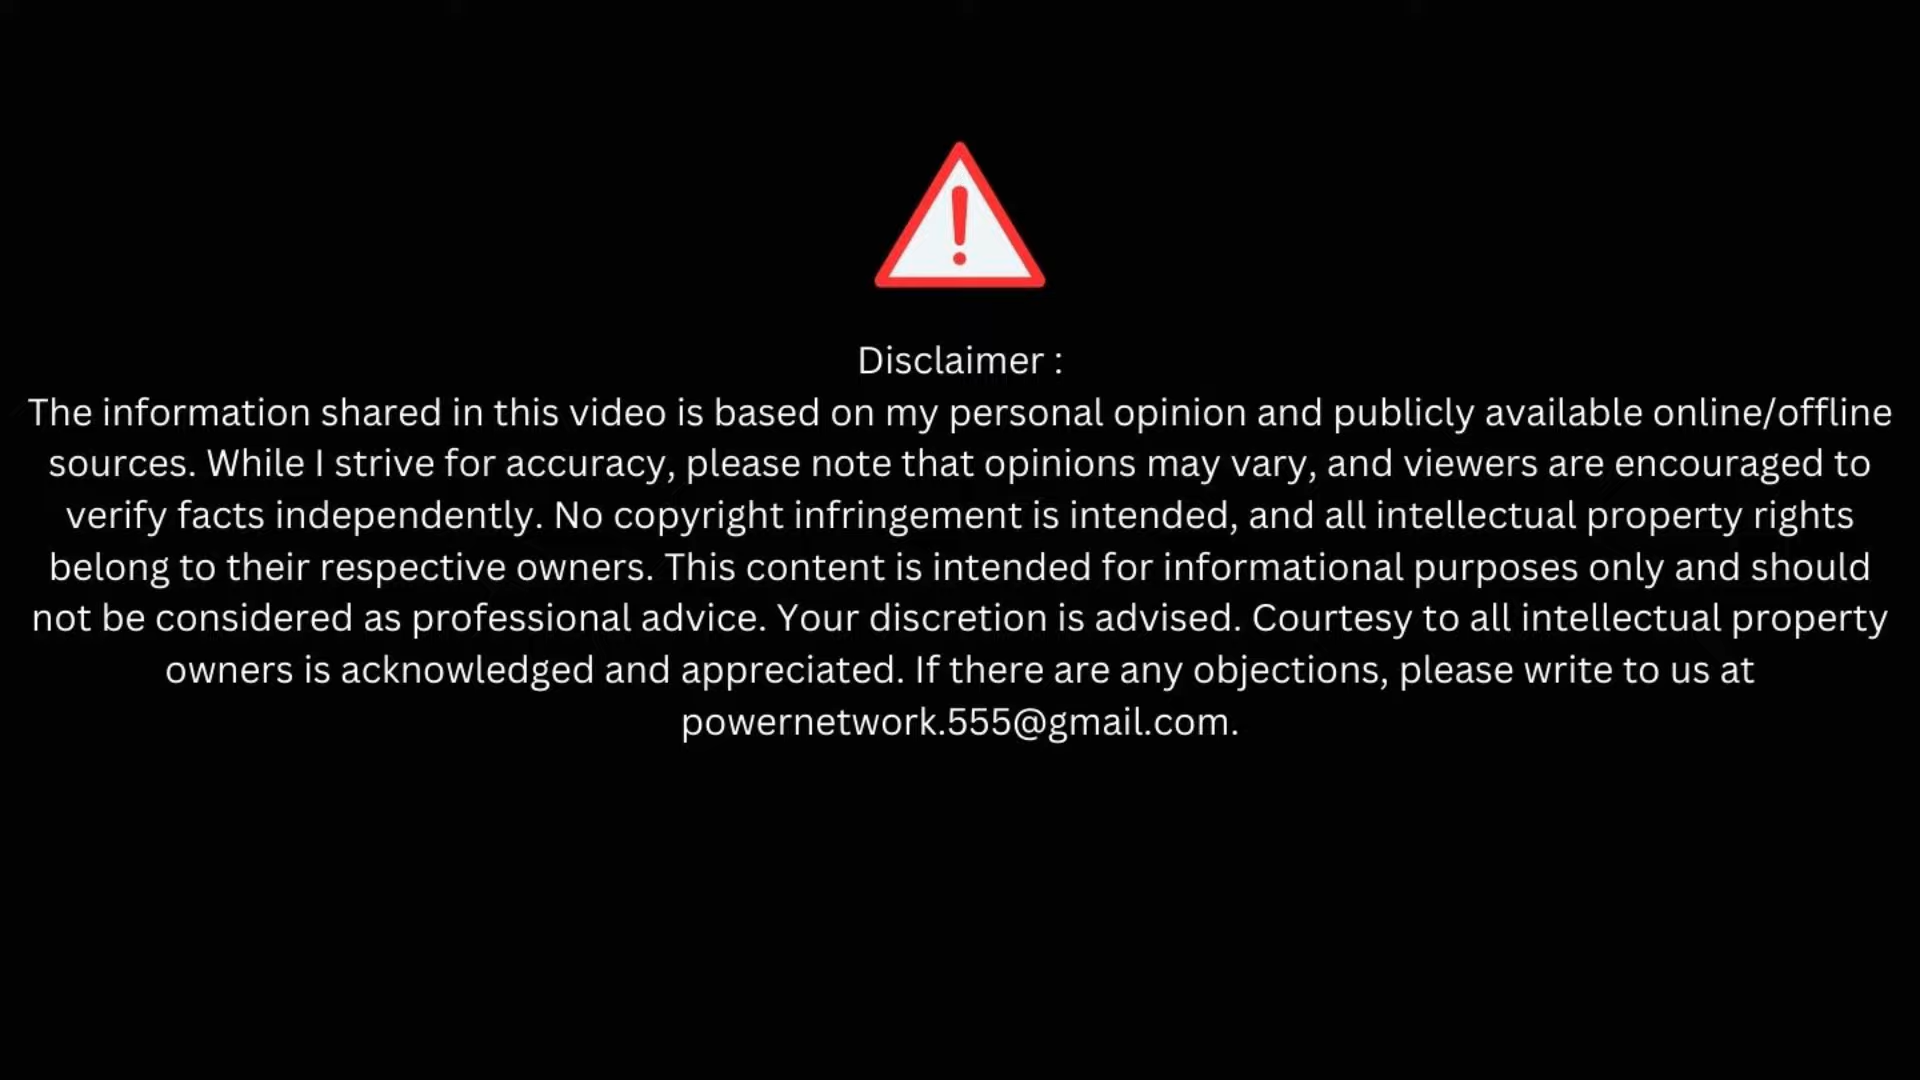 Disclaimer :
The information shared in this video is based on my personal opinion and publicly available online/offline
sources. While I strive for accuracy, please note that opinions may vary, and viewers are encouraged to
verify facts independently. No copyright infringement is intended, and all intellectual property rights
belong to their respective owners. This content is intended for informational purposes only and should
not be considered as professional advice. Your discretion is advised. Courtesy to all intellectual property
owners is acknowledged and appreciated. If there are any objections, please write to us at
powernetwork.555@gmail.com.